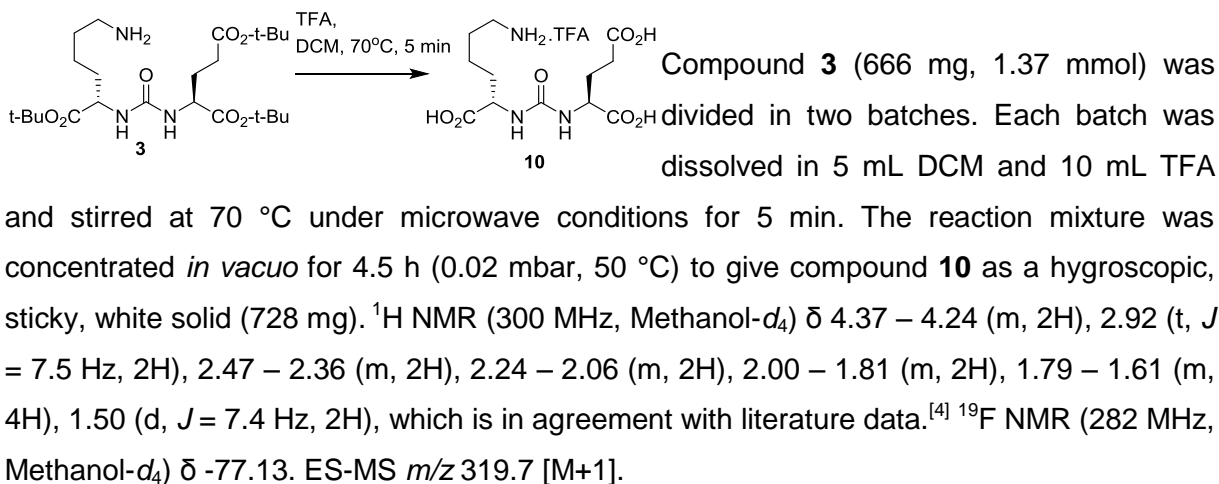 NH₂
CO₂t-Bu
O
t-BuO₂C N N CO₂t-Bu
H H
3
TFA,
DCM, 70ºC, 5 min
NH₂.TFA
CO₂H
O
HO₂C N N CO₂H
H H
10
Compound 3 (666 mg, 1.37 mmol) was
divided in two batches. Each batch was
dissolved in 5 mL DCM and 10 mL TFA
and stirred at 70 °C under microwave conditions for 5 min. The reaction mixture was
concentrated in vacuo for 4.5 h (0.02 mbar, 50 °C) to give compound 10 as a hygroscopic,
sticky, white solid (728 mg). ¹H NMR (300 MHz, Methanol-d₄) δ 4.37 – 4.24 (m, 2H), 2.92 (t, J
= 7.5 Hz, 2H), 2.47 – 2.36 (m, 2H), 2.24 – 2.06 (m, 2H), 2.00 – 1.81 (m, 2H), 1.79 – 1.61 (m,
4H), 1.50 (d, J = 7.4 Hz, 2H), which is in agreement with literature data.[4] ¹⁹F NMR (282 MHz,
Methanol-d₄) δ -77.13. ES-MS m/z 319.7 [M+1].